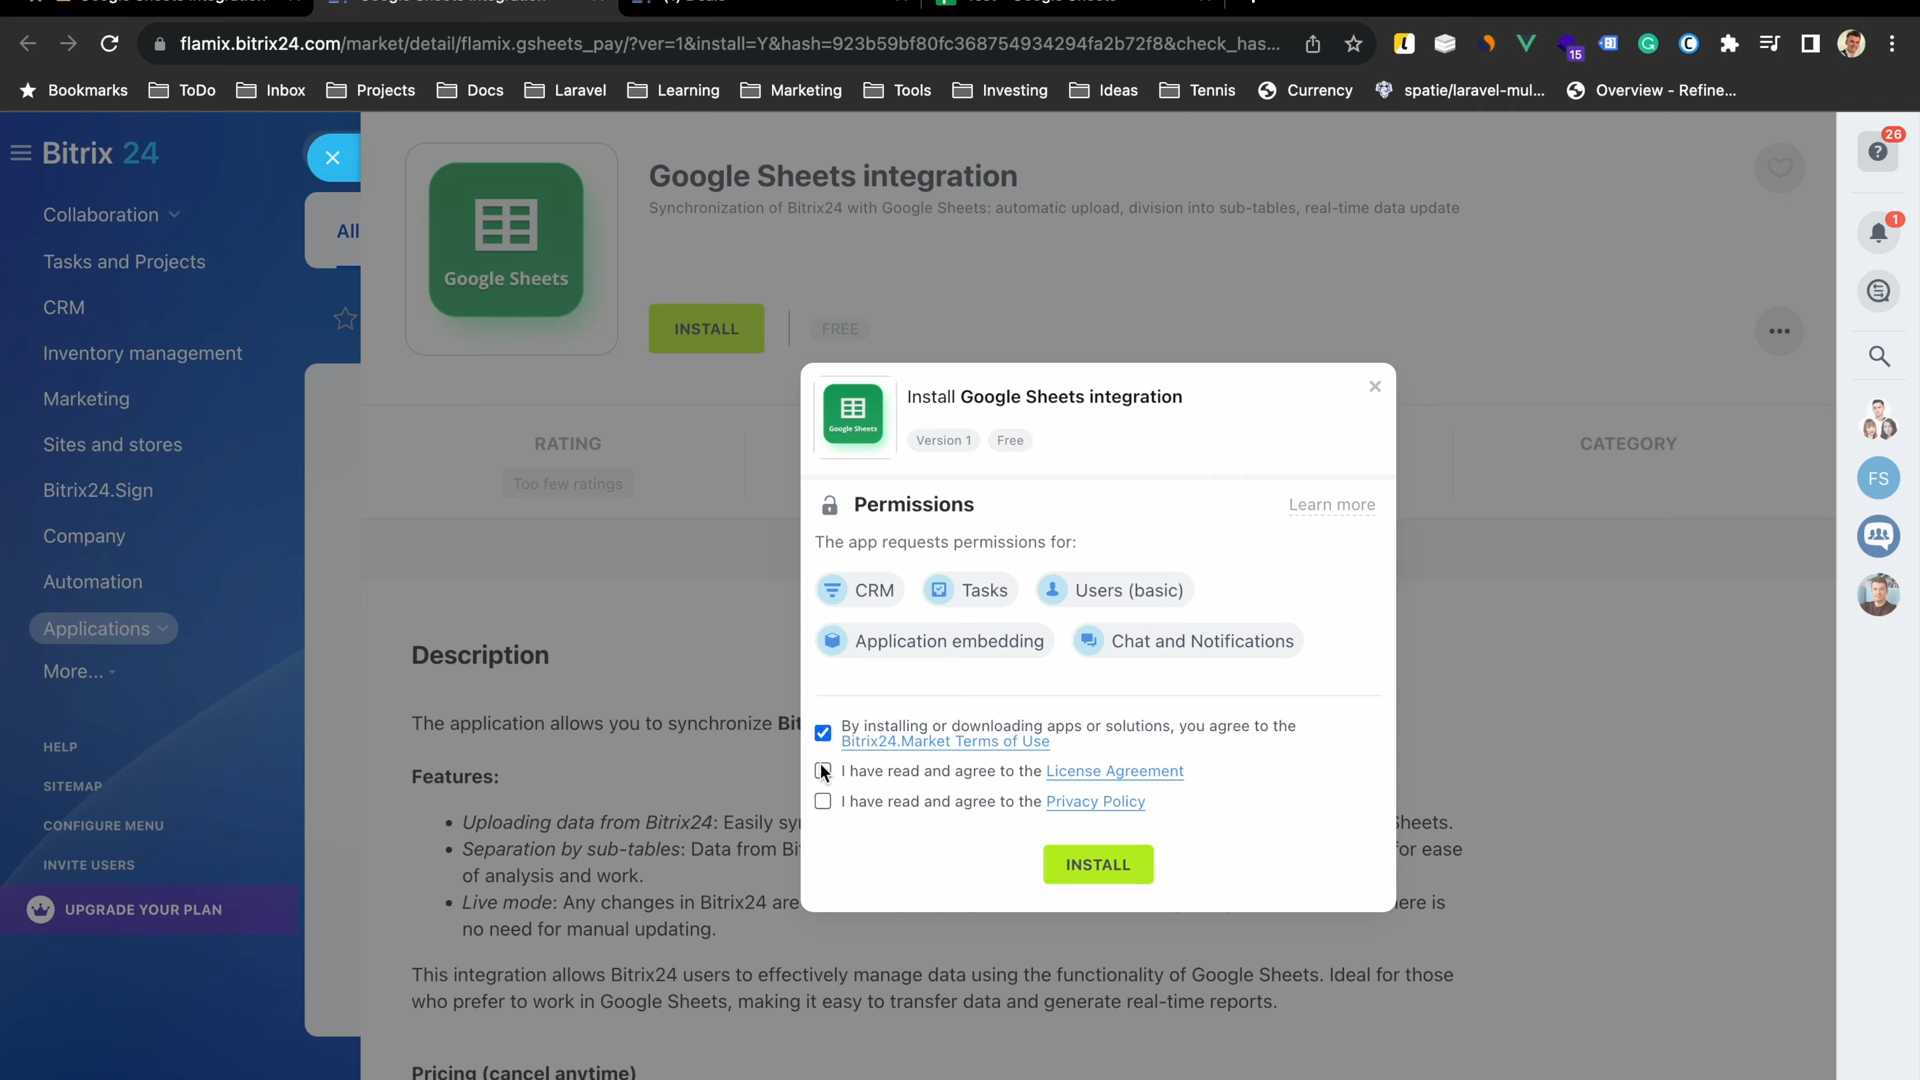 flamix.bitrix24.com/market/detail/flamix.gsheets_pay/?ver=1&install=Y&hash=923b59bf80fc368754934294fa2b72f8&check_has...
15
Bookmarks ToDo Inbox Projects Docs Laravel Learning Marketing Tools Investing Ideas Tennis Currency spatie/laravel-mul... Overview - Refine...
Bitrix 24
Collaboration
Tasks and Projects
CRM
Inventory management
Marketing
Sites and stores
Bitrix24.Sign
Company
Automation
Applications
More...
HELP
SITEMAP
CONFIGURE MENU
INVITE USERS
UPGRADE YOUR PLAN
All
Google Sheets
Google Sheets integration
Synchronization of Bitrix24 with Google Sheets: automatic upload, division into sub-tables, real-time data update
INSTALL
FREE
RATING
Too few ratings
CATEGORY
Install Google Sheets integration
Google Sheets
Version 1 Free
Permissions
Learn more
The app requests permissions for:
CRM Tasks Users (basic)
Application embedding Chat and Notifications
By installing or downloading apps or solutions, you agree to the
Bitrix24.Market Terms of Use
I have read and agree to the License Agreement
I have read and agree to the Privacy Policy
INSTALL
Description
The application allows you to synchronize
Features:
Uploading data from Bitrix24: Easily
Separation by sub-tables: Data from
for ease
of analysis and work.
Live mode: Any changes in Bitrix24 are
no need for manual updating.
This integration allows Bitrix24 users to effectively manage data using the functionality of Google Sheets. Ideal for those
who prefer to work in Google Sheets, making it easy to transfer data and generate real-time reports.
Pricing (cancel anytime)
26
1
FS